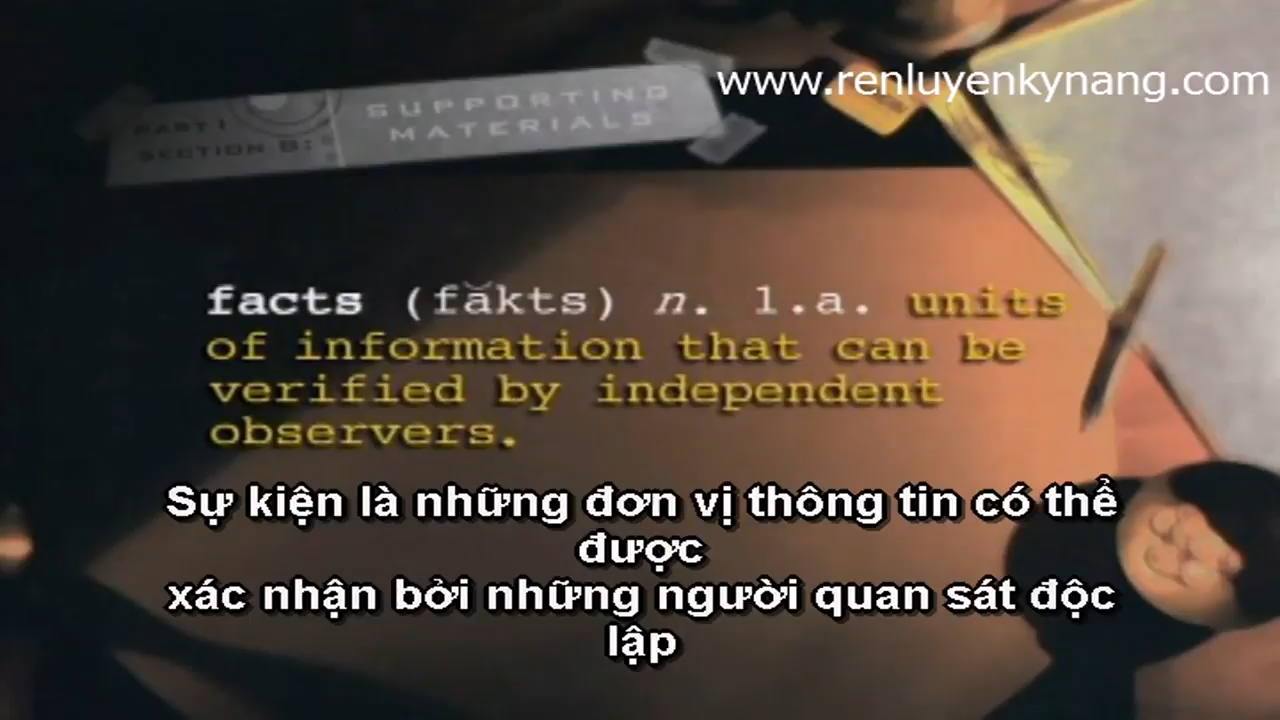 www.renluyenkynang.com
PART I
SECTION B:
SUPPORTING
MATERIALS
facts (făkts) n. 1.a. units
of information that can be
verified by independent
observers.
Sự kiện là những đơn vị thông tin có thể
được
xác nhận bởi những người quan sát độc
lập